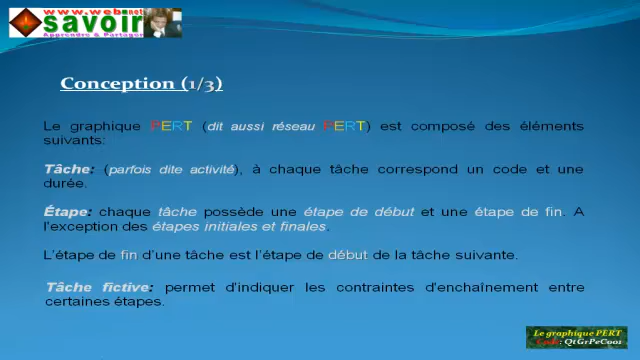 www.webinet
savoir
Apprendre & Partager
Conception (1/3)
Le graphique PERT (dit aussi réseau PERT) est composé des éléments
suivants:
Tâche: (parfois dite activité), à chaque tâche correspond un code et une
durée.
Étape: chaque tâche possède une étape de début et une étape de fin. A
l'exception des étapes initiales et finales.
L'étape de fin d'une tâche est l'étape de début de la tâche suivante.
Tâche fictive: permet d'indiquer les contraintes d'enchaînement entre
certaines étapes.
Le graphique PERT
Code: QtGrPeC001